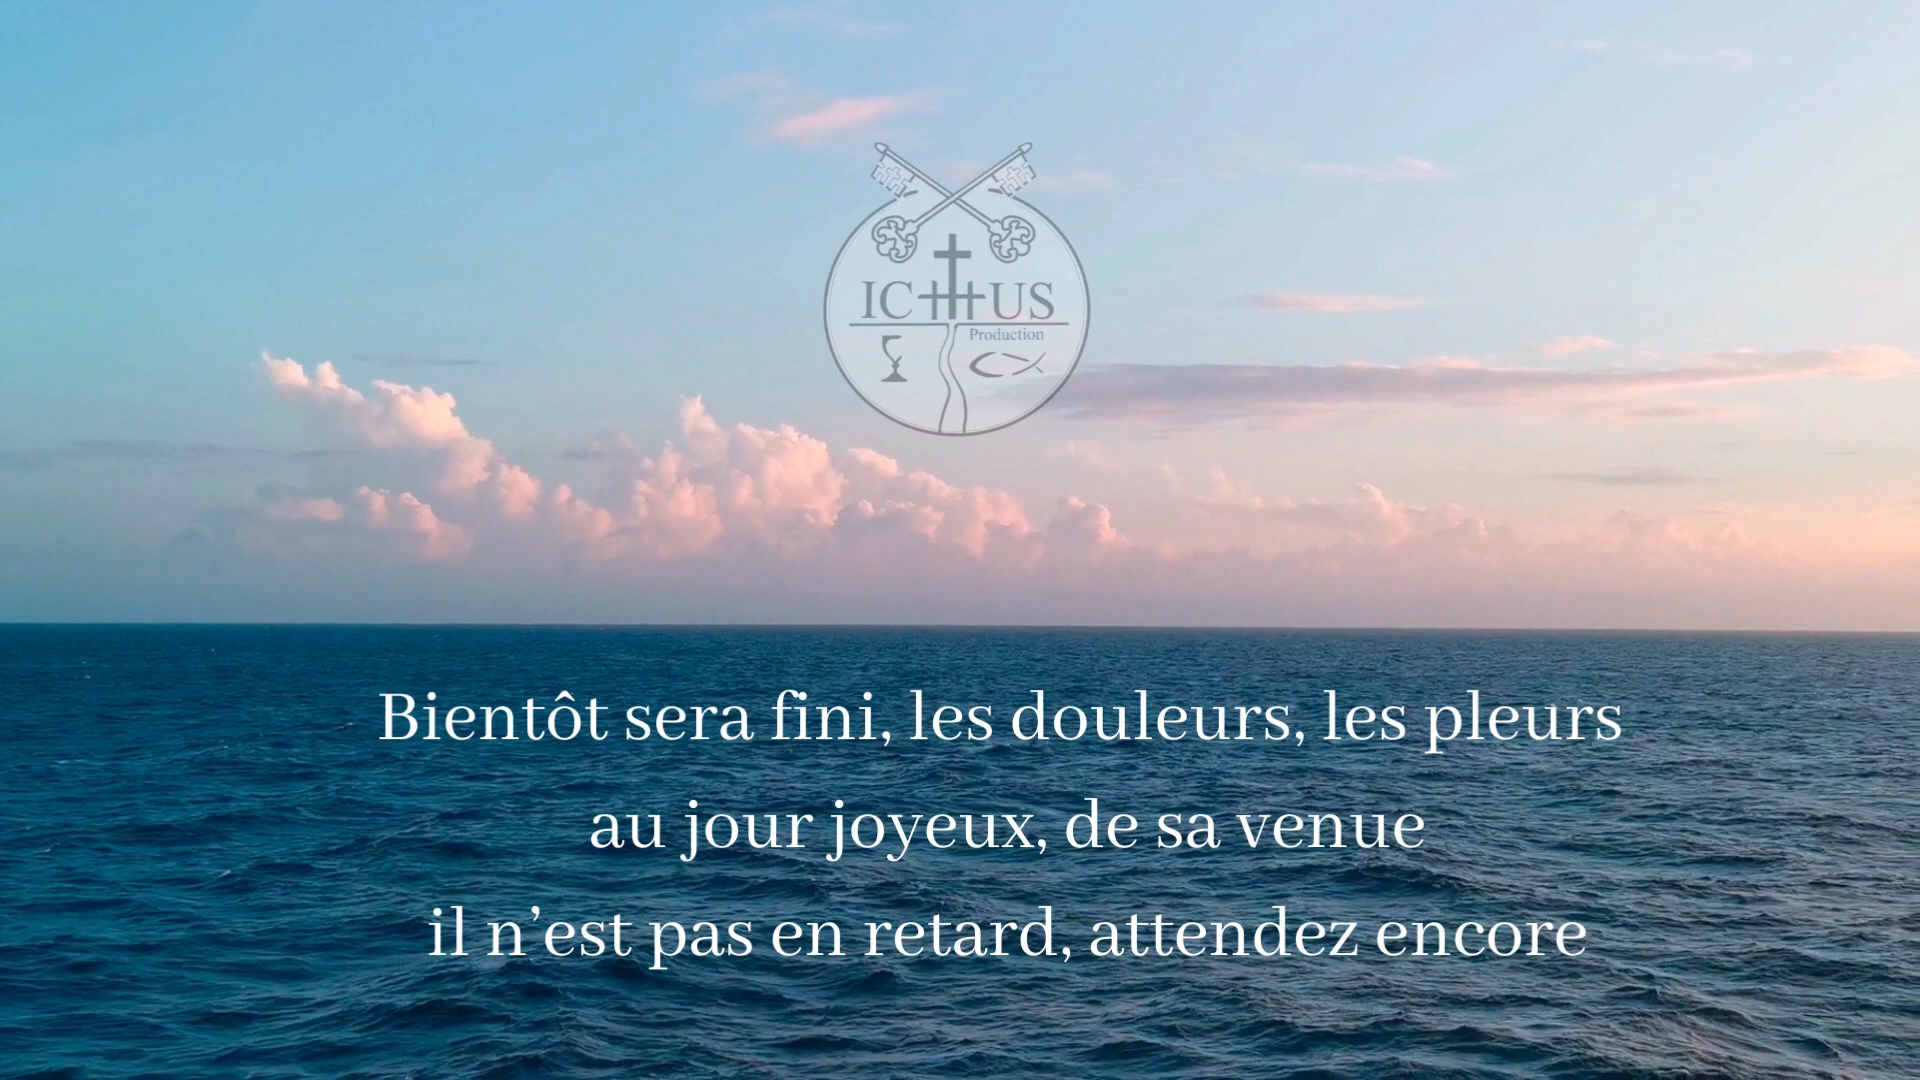 ICHTHUS
Production
Bientôt sera fini, les douleurs, les pleurs
au jour joyeux, de sa venue
il n’est pas en retard, attendez encore